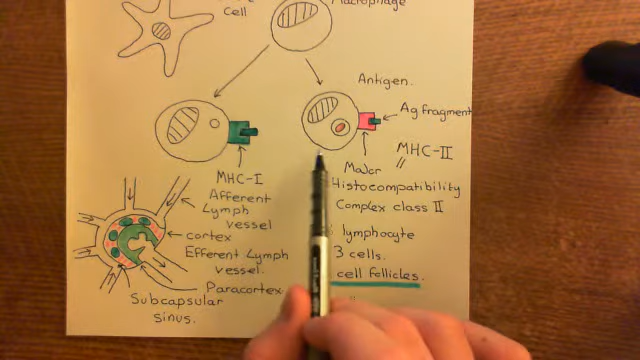 Cell
Macrophage
Antigen.
Ag fragment
MHC-II
MHC-I
Major
Histocompatibility
Complex class II
Afferent
Lymph
vessel
cortex
Efferent Lymph
vessel.
Paracortex
Subcapsular
sinus.
lymphocyte
3 cells.
cell follicles.